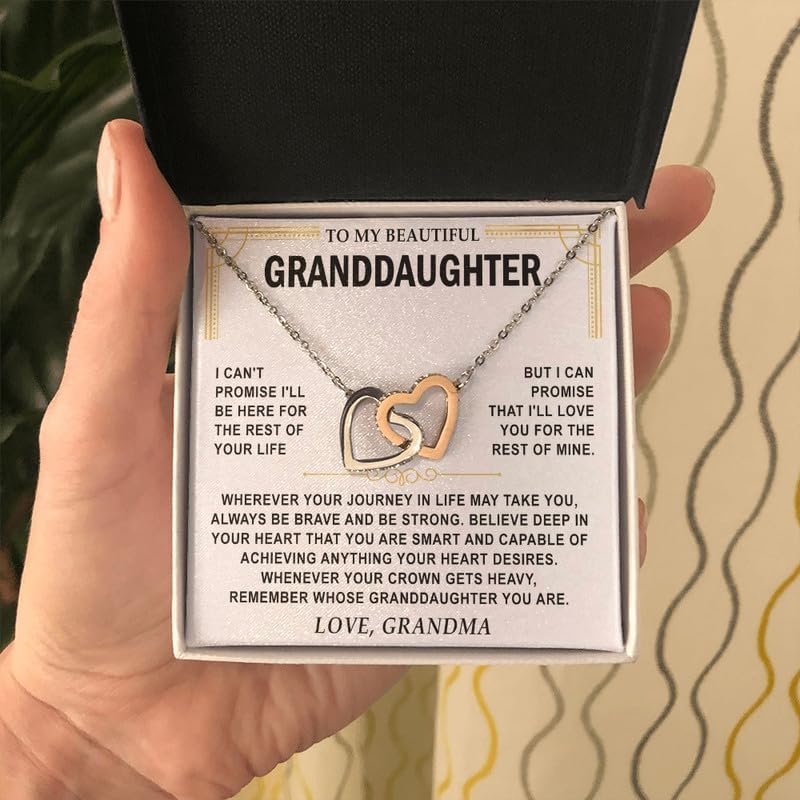 TO MY BEAUTIFUL
GRANDDAUGHTER
I CAN'T
PROMISE I'LL
BE HERE FOR
THE REST OF
YOUR LIFE
BUT I CAN
PROMISE
THAT I'LL LOVE
YOU FOR THE
REST OF MINE.
WHEREVER YOUR JOURNEY IN LIFE MAY TAKE YOU,
ALWAYS BE BRAVE AND BE STRONG. BELIEVE DEEP IN
YOUR HEART THAT YOU ARE SMART AND CAPABLE OF
ACHIEVING ANYTHING YOUR HEART DESIRES.
WHENEVER YOUR CROWN GETS HEAVY,
REMEMBER WHOSE GRANDDAUGHTER YOU ARE.
LOVE, GRANDMA